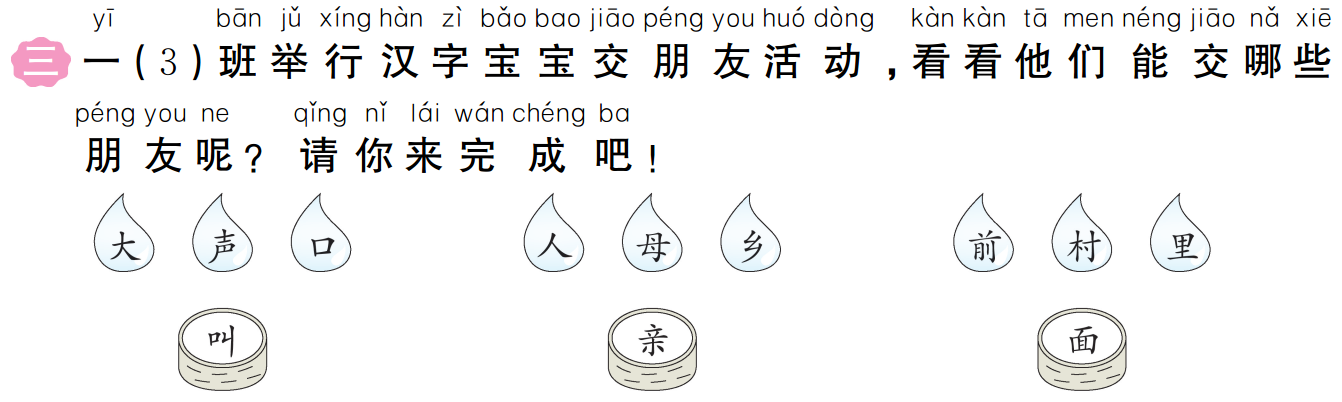 yī bān jǔ xíng hàn zì bǎo bao jiāo péng you huó dòng kàn kàn tā men néng jiāo nǎ xiē
三 一(3)班举行汉字宝宝交朋友活动,看看他们能交哪些
péng you ne qǐng nǐ lái wán chéng ba
朋友呢?请你来完成吧!
大 声 口 人 母 乡 前 村 里
叫 亲 面